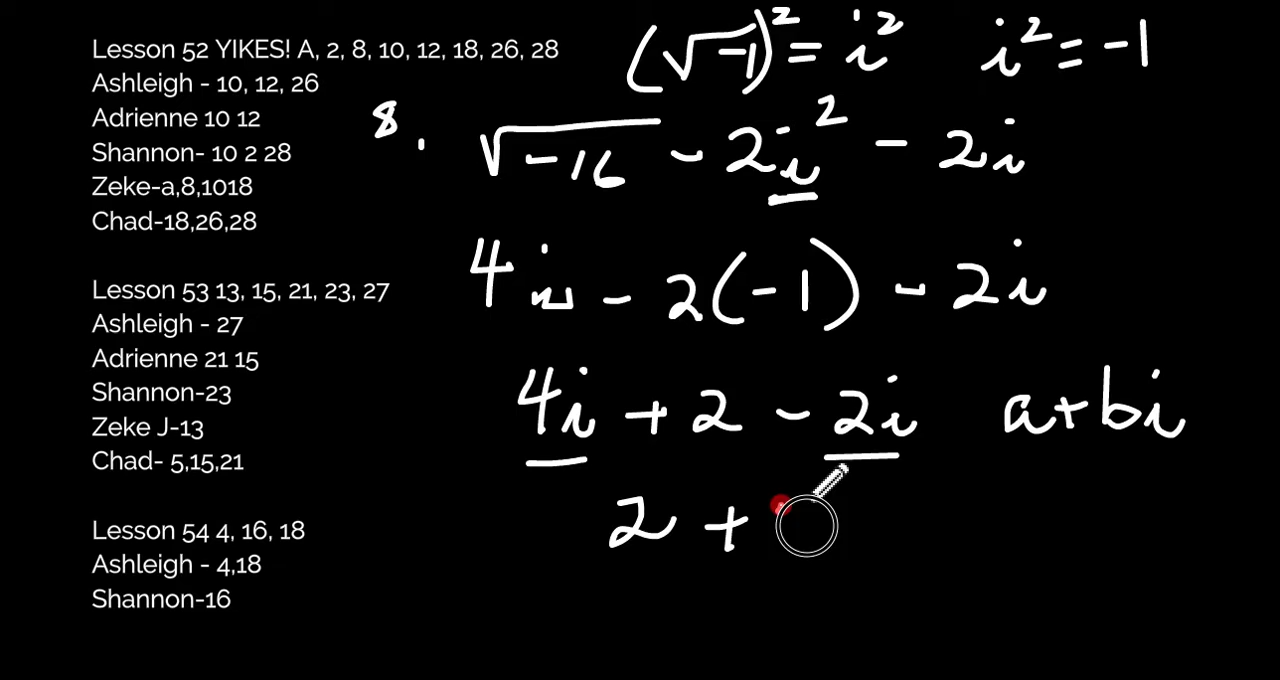 Lesson 52 YIKES! A, 2, 8, 10, 12, 18, 26, 28
Ashleigh - 10, 12, 26
Adrienne 10 12
Shannon- 10 2 28
Zeke-a,8,1018
Chad-18,26,28
Lesson 53 13, 15, 21, 23, 27
Ashleigh - 27
Adrienne 21 15
Shannon-23
Zeke J-13
Chad- 5,15,21
Lesson 54 4, 16, 18
Ashleigh - 4,18
Shannon-16
(√-1)² = i² i² = -1
8. √-16 - 2i² - 2i
4i - 2(-1) - 2i
4i + 2 - 2i a+bi
2 +